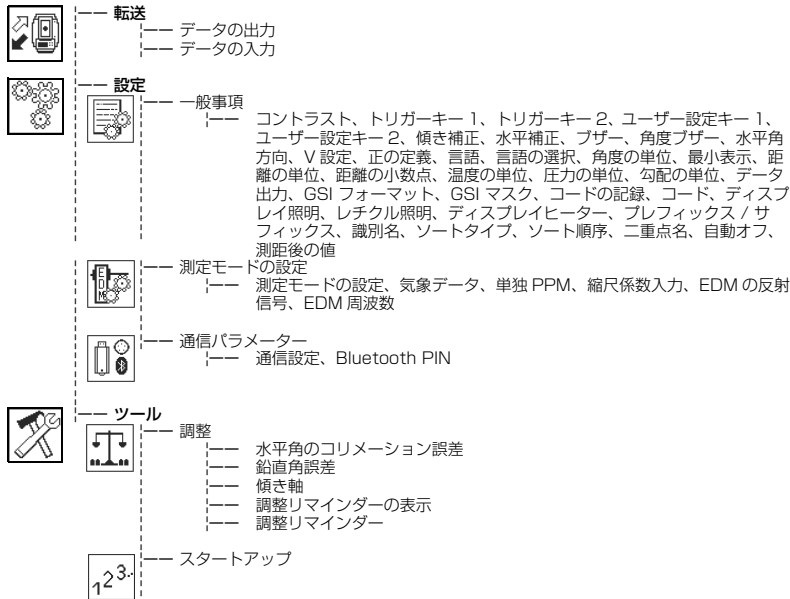 転送
データの出力
データの入力
設定
一般事項
コントラスト、トリガーキー 1、トリガーキー 2、ユーザー設定キー 1、
ユーザー設定キー 2、傾き補正、水平補正、ブザー、角度ブザー、水平角
方向、V 設定、正の定義、言語、言語の選択、角度の単位、最小表示、距
離の単位、距離の小数点、温度の単位、圧力の単位、勾配の単位、データ
出力、GSI フォーマット、GSI マスク、コードの記録、コード、ディスプ
レイ照明、レチクル照明、ディスプレイヒーター、プレフィックス / サ
フィックス、識別名、ソートタイプ、ソート順序、二重点名、自動オフ、
測距後の値
EDM
測定モードの設定
測定モードの設定、気象データ、単独 PPM、縮尺係数入力、EDM の反射
信号、EDM 周波数
通信パラメーター
通信設定、Bluetooth PIN
ツール
調整
水平角のコリメーション誤差
鉛直角誤差
傾き軸
調整リマインダーの表示
調整リマインダー
123
スタートアップ